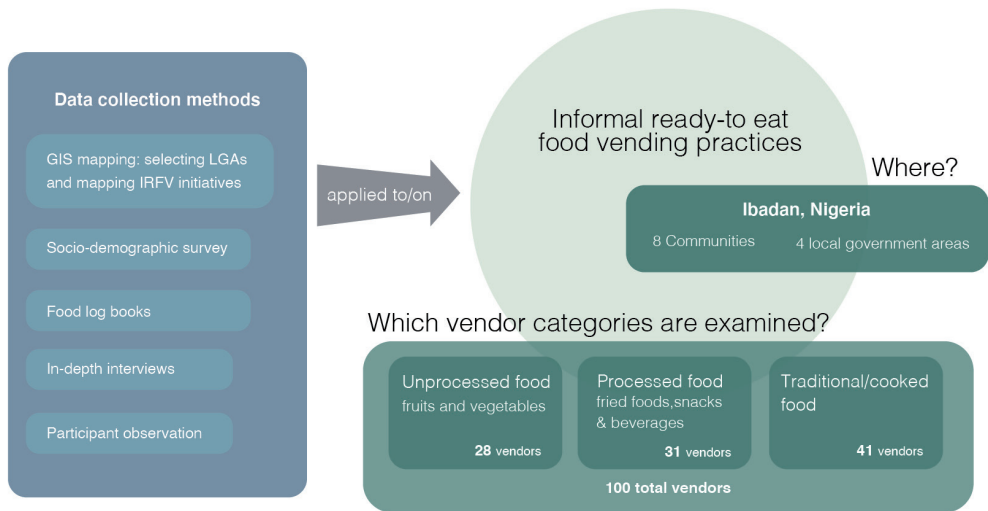 Data collection methods
GIS mapping: selecting LGAs
and mapping IRFV initiatives
Socio-demographic survey
Food log books
In-depth interviews
Participant observation
applied to/on
Informal ready-to eat
food vending practices
Where?
Ibadan, Nigeria
8 Communities
4 local government areas
Which vendor categories are examined?
Unprocessed food
fruits and vegetables
28 vendors
Processed food
fried foods,snacks
& beverages
31 vendors
Traditional/cooked
food
41 vendors
100 total vendors